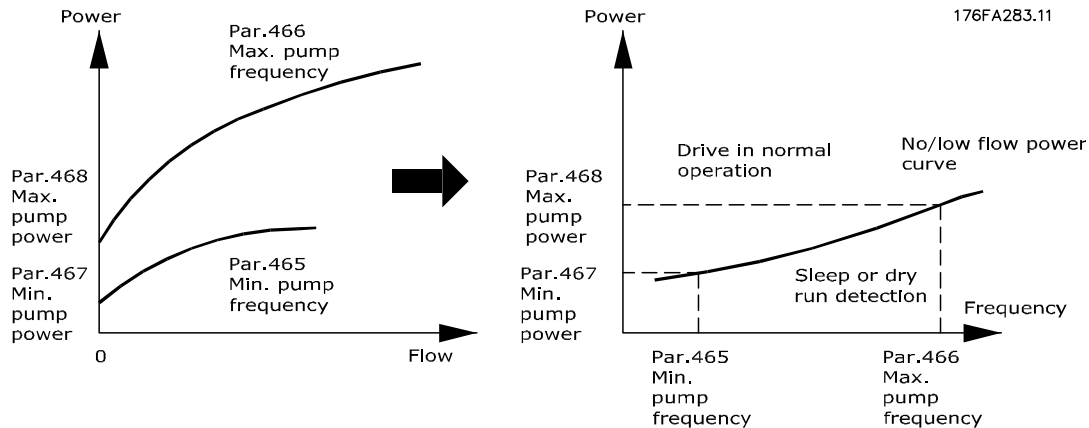 Power
Par.466
Max. pump
frequency
Par.468
Max.
pump
power
Par.467
Min.
pump
power
Par.465
Min. pump
frequency
0
Flow
176FA283.11
Power
Drive in normal
operation
No/low flow power
curve
Par.468
Max.
pump
power
Par.467
Min.
pump
power
Sleep or dry
run detection
Frequency
Par.465
Min.
pump
frequency
Par.466
Max.
pump
frequency